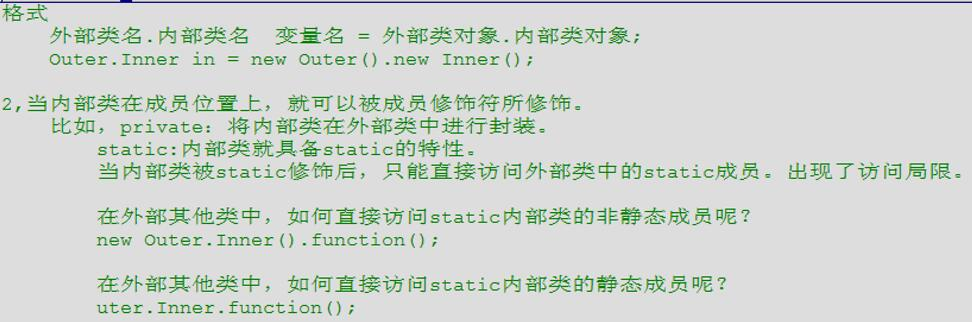 格式
外部类名.内部类名 变量名 = 外部类对象.内部类对象;
Outer.Inner in = new Outer().new Inner();
2,当内部类在成员位置上，就可以被成员修饰符所修饰。
比如，private：将内部类在外部类中进行封装。
static:内部类就具备static的特性。
当内部类被static修饰后，只能直接访问外部类中的static成员。出现了访问局限。
在外部其他类中，如何直接访问static内部类的非静态成员呢？
new Outer.Inner().function();
在外部其他类中，如何直接访问static内部类的静态成员呢？
uter.Inner.function();